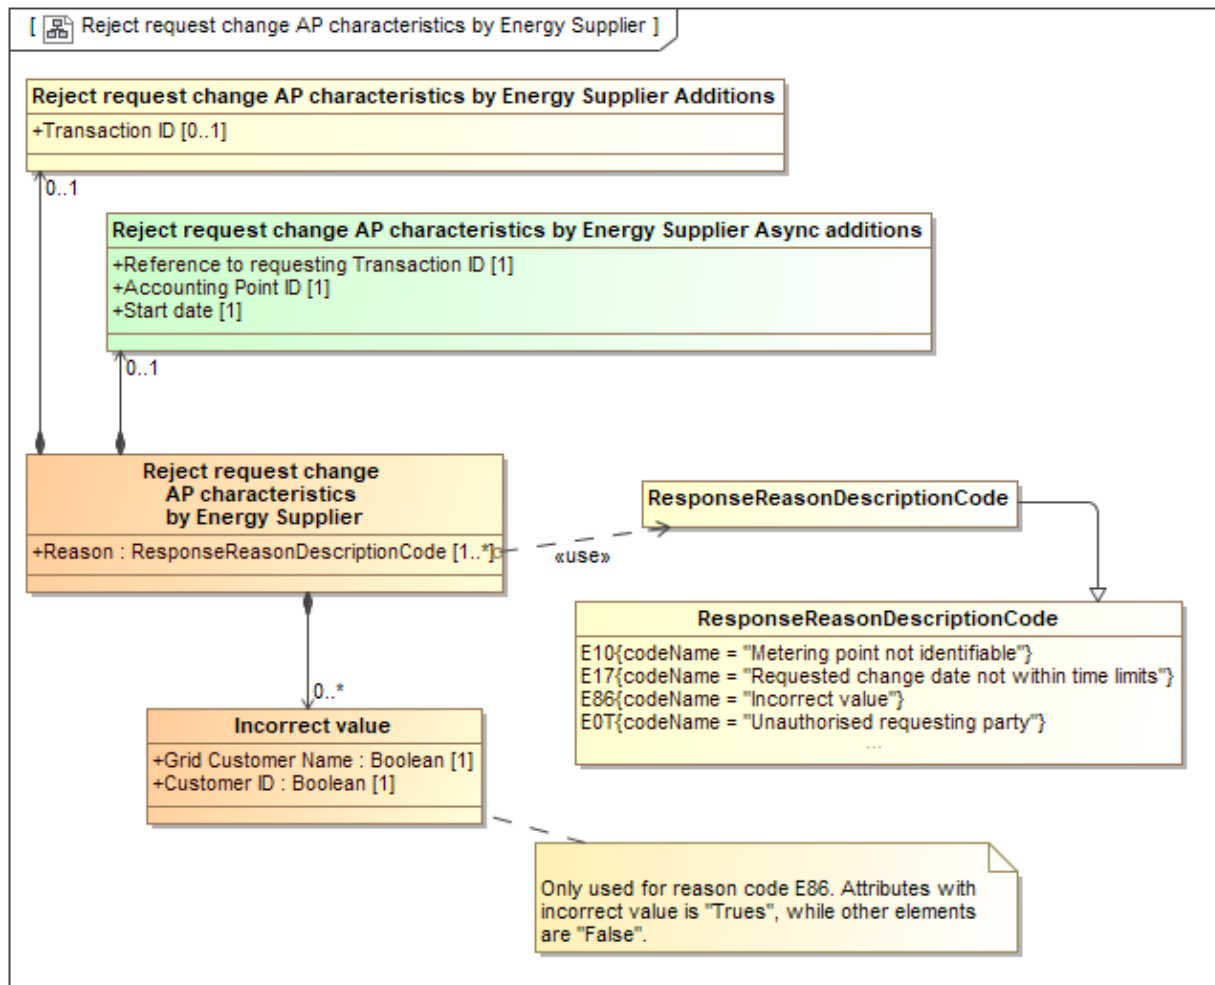 [ Reject request change AP characteristics by Energy Supplier ]
Reject request change AP characteristics by Energy Supplier Additions
+Transaction ID [0..1]
0..1
Reject request change AP characteristics by Energy Supplier Async additions
+Reference to requesting Transaction ID [1]
+Accounting Point ID [1]
+Start date [1]
0..1
Reject request change
AP characteristics
by Energy Supplier
+Reason : ResponseReasonDescriptionCode [1..*]
«use»
ResponseReasonDescriptionCode
ResponseReasonDescriptionCode
E10{codeName = "Metering point not identifiable"}
E17{codeName = "Requested change date not within time limits"}
E86{codeName = "Incorrect value"}
E0T{codeName = "Unauthorised requesting party"}
...
0..*
Incorrect value
+Grid Customer Name : Boolean [1]
+Customer ID : Boolean [1]
Only used for reason code E86. Attributes with
incorrect value is "Trues", while other elements
are "False".